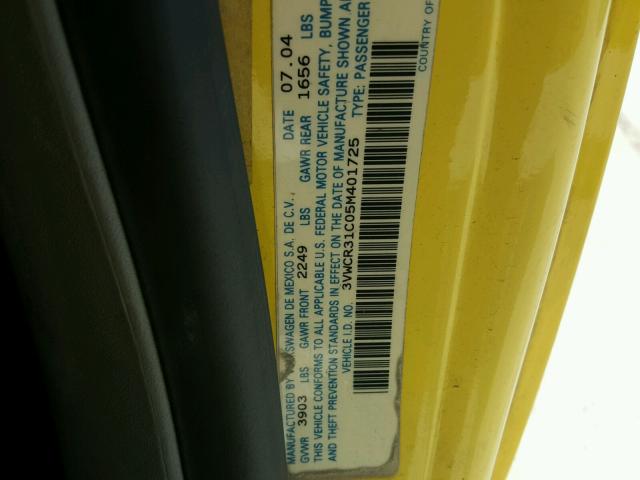 MANUFACTURED BY SWAGEN DE MEXICO S.A. DE C.V., DATE 07.04
GVWR 3903 LBS GAWR FRONT 2249 LBS GAWR REAR 1656 LBS
THIS VEHICLE CONFORMS TO ALL APPLICABLE U.S. FEDERAL MOTOR VEHICLE SAFETY, BUMP
AND THEFT PREVENTION STANDARDS IN EFFECT ON THE DATE OF MANUFACTURE SHOWN A
VEHICLE I.D. NO. 3VWCR31C05M401725 TYPE: PASSENGER
COUNTRY OF